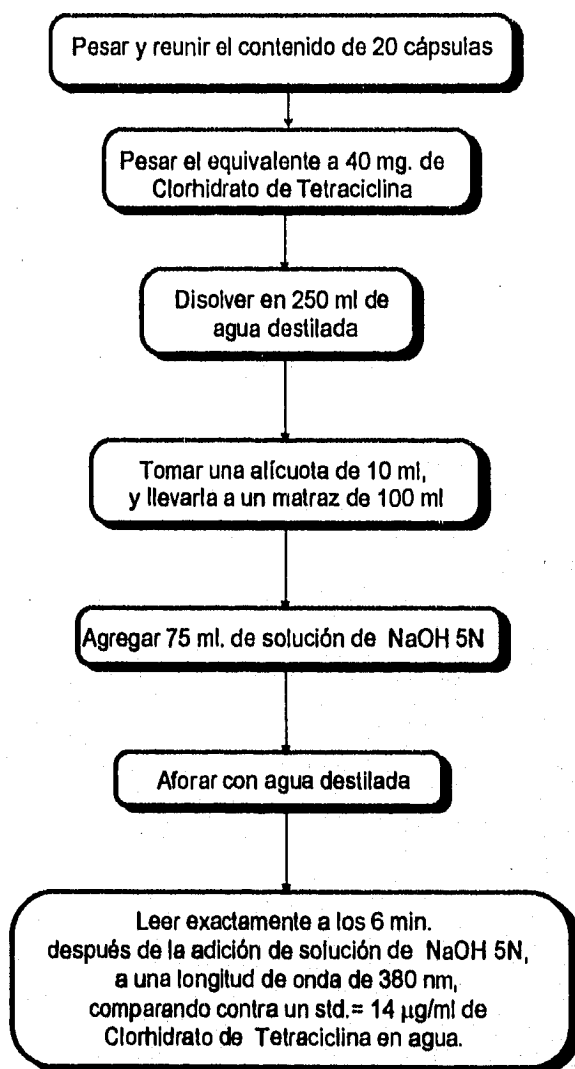 Pesar y reunir el contenido de 20 cápsulas
Pesar el equivalente a 40 mg. de
Clorhidrato de Tetraciclina
Disolver en 250 ml de
agua destilada
Tomar una alícuota de 10 ml,
y llevarla a un matraz de 100 ml
Agregar 75 ml. de solución de NaOH 5N
Aforar con agua destilada
Leer exactamente a los 6 min.
después de la adición de solución de NaOH 5N,
a una longitud de onda de 380 nm,
comparando contra un std.= 14 µg/ml de
Clorhidrato de Tetraciclina en agua.